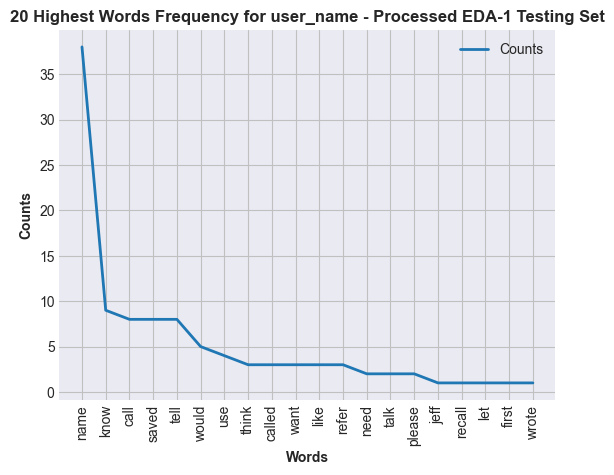 20 Highest Words Frequency for user_name - Processed EDA-1 Testing Set
Counts
35
30
25
20
15
10
5
0
Counts
name
know
call
saved
tell
would
use
think
called
want
like
refer
need
talk
please
jeff
recall
let
first
wrote
Words